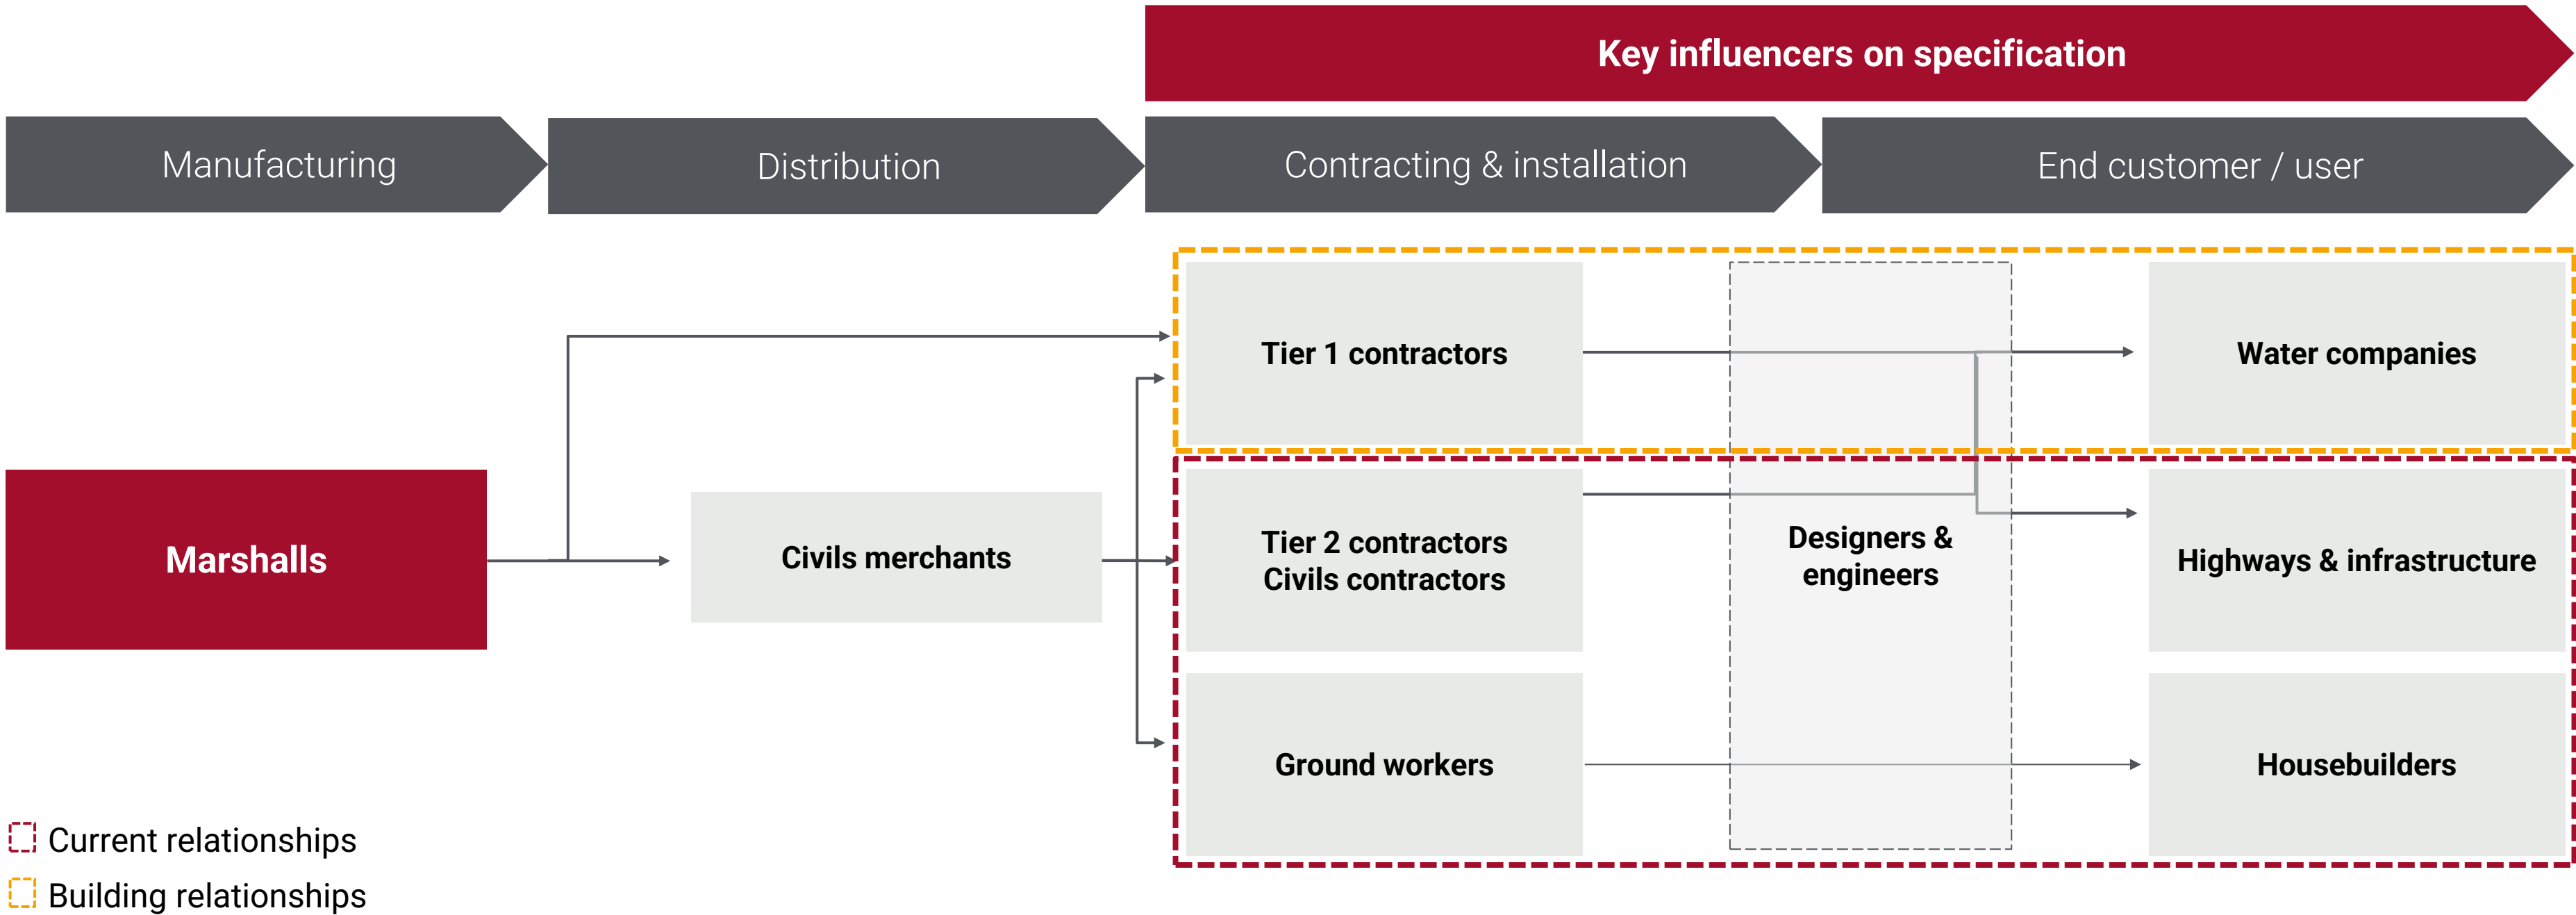 Key influencers on specification
Manufacturing
Distribution
Contracting & installation
End customer / user
Tier 1 contractors
Water companies
Marshalls
Civils merchants
Tier 2 contractors
Civils contractors
Designers &
engineers
Highways & infrastructure
Ground workers
Housebuilders
Current relationships
Building relationships